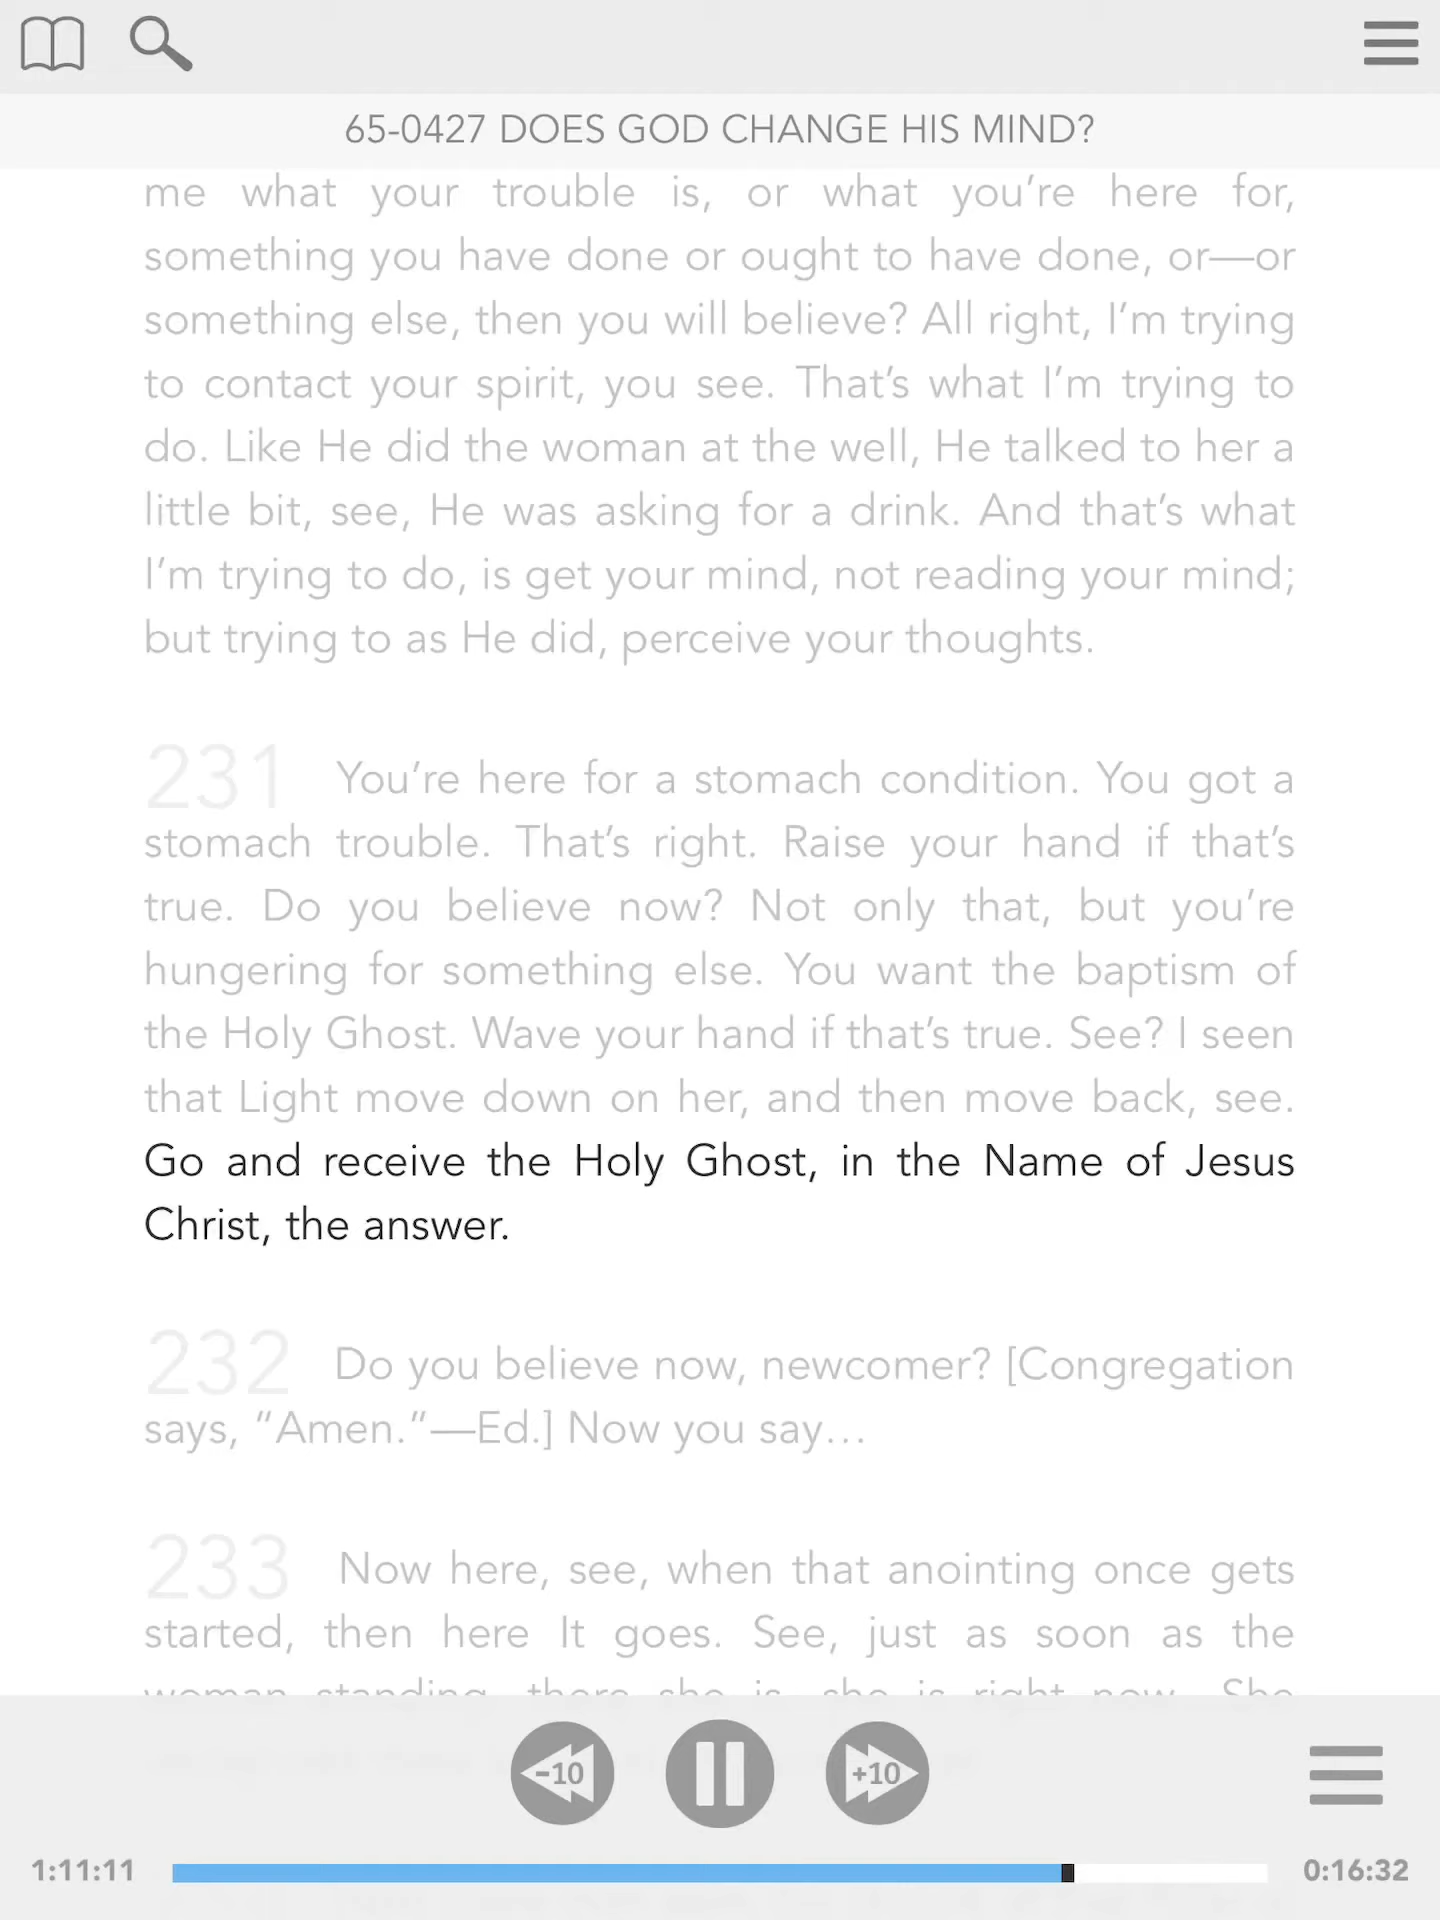 65-0427 DOES GOD CHANGE HIS MIND?
me what your trouble is, or what you’re here for,
something you have done or ought to have done, or—or
something else, then you will believe? All right, I’m trying
to contact your spirit, you see. That’s what I’m trying to
do. Like He did the woman at the well, He talked to her a
little bit, see, He was asking for a drink. And that’s what
I’m trying to do, is get your mind, not reading your mind;
but trying to as He did, perceive your thoughts.
231 You’re here for a stomach condition. You got a
stomach trouble. That’s right. Raise your hand if that’s
true. Do you believe now? Not only that, but you’re
hungering for something else. You want the baptism of
the Holy Ghost. Wave your hand if that’s true. See? I seen
that Light move down on her, and then move back, see.
Go and receive the Holy Ghost, in the Name of Jesus
Christ, the answer.
232 Do you believe now, newcomer? [Congregation
says, “Amen.”—Ed.] Now you say…
233 Now here, see, when that anointing once gets
started, then here It goes. See, just as soon as the
woman standing, there she is, she is right now. She
-10 +10
1:11:11 0:16:32